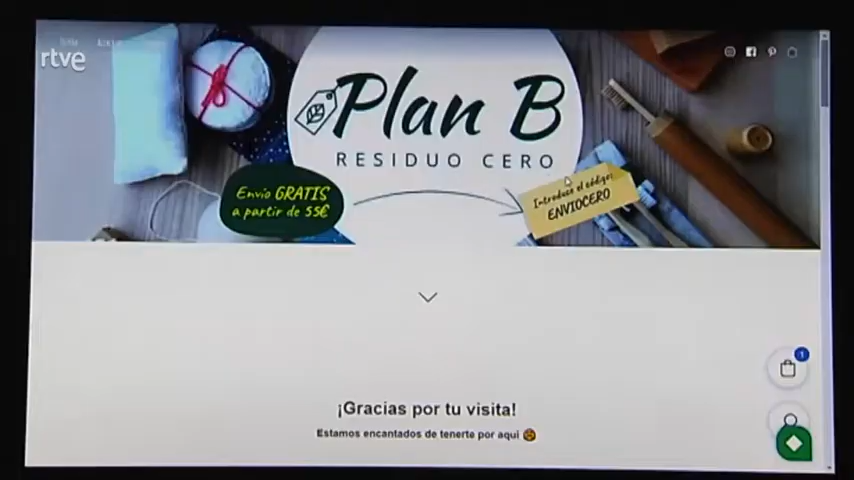 rtve
Plan B
RESIDUO CERO
Envío GRATIS
a partir de 55€
Introduce el código:
ENVIOCERO
1
¡Gracias por tu visita!
Estamos encantados de tenerte por aquí